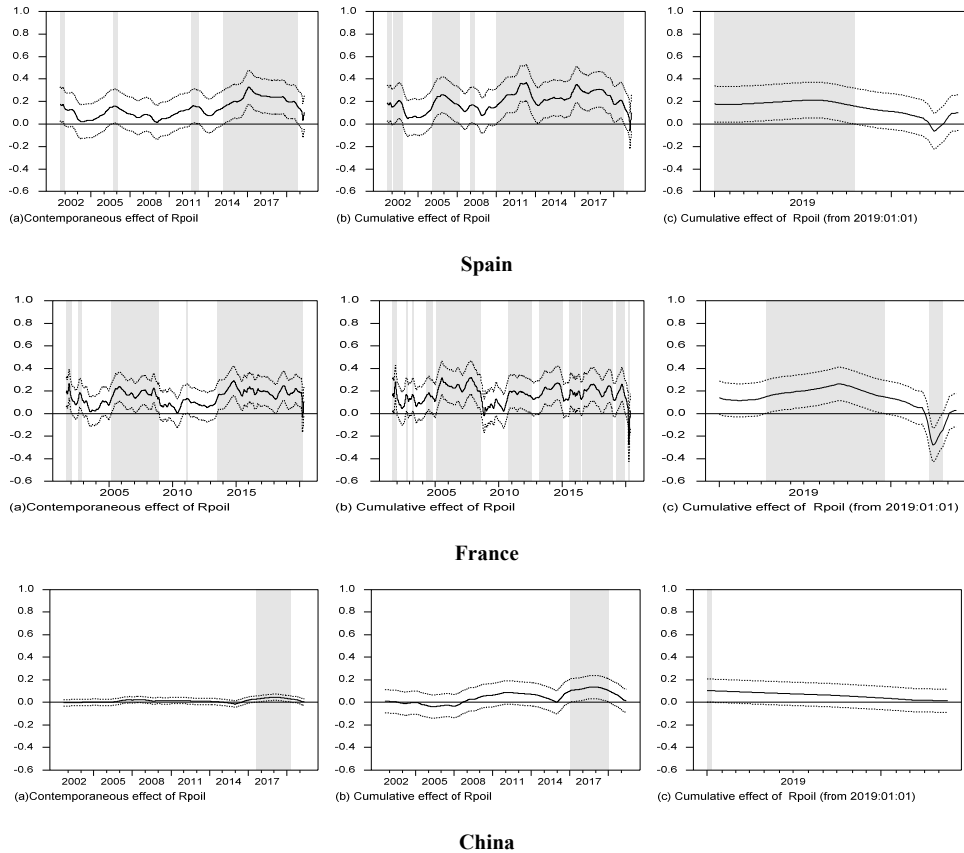 1.0 1.0 1.0
0.8 0.8 0.8
0.6 0.6 0.6
0.4 0.4 0.4
0.2 0.2 0.2
0.0 0.0 0.0
-0.2 -0.2 -0.2
-0.4 -0.4 -0.4
-0.6 -0.6 -0.6
2002 2005 2008 2012 2014 2017 2002 2005 2008 2011 2014 2017 2019
(a)Contemporaneous effect of Rpoil (b) Cumulative effect of Rpoil (c) Cumulative effect of Rpoil (from 2019:01:01)
Spain
1.0 1.0 1.0
0.8 0.8 0.8
0.6 0.6 0.6
0.4 0.4 0.4
0.2 0.2 0.2
0.0 0.0 0.0
-0.2 -0.2 -0.2
-0.4 -0.4 -0.4
-0.6 -0.6 -0.6
2005 2010 2015 2005 2010 2015 2019
(a)Contemporaneous effect of Rpoil (b) Cumulative effect of Rpoil (c) Cumulative effect of Rpoil (from 2019:01:01)
France
1.0 1.0 1.0
0.8 0.8 0.8
0.6 0.6 0.6
0.4 0.4 0.4
0.2 0.2 0.2
0.0 0.0 0.0
-0.2 -0.2 -0.2
-0.4 -0.4 -0.4
-0.6 -0.6 -0.6
2002 2005 2008 2011 2014 2017 2002 2005 2008 2011 2014 2017 2019
(a)Contemporaneous effect of Rpoil (b) Cumulative effect of Rpoil (c) Cumulative effect of Rpoil (from 2019:01:01)
China